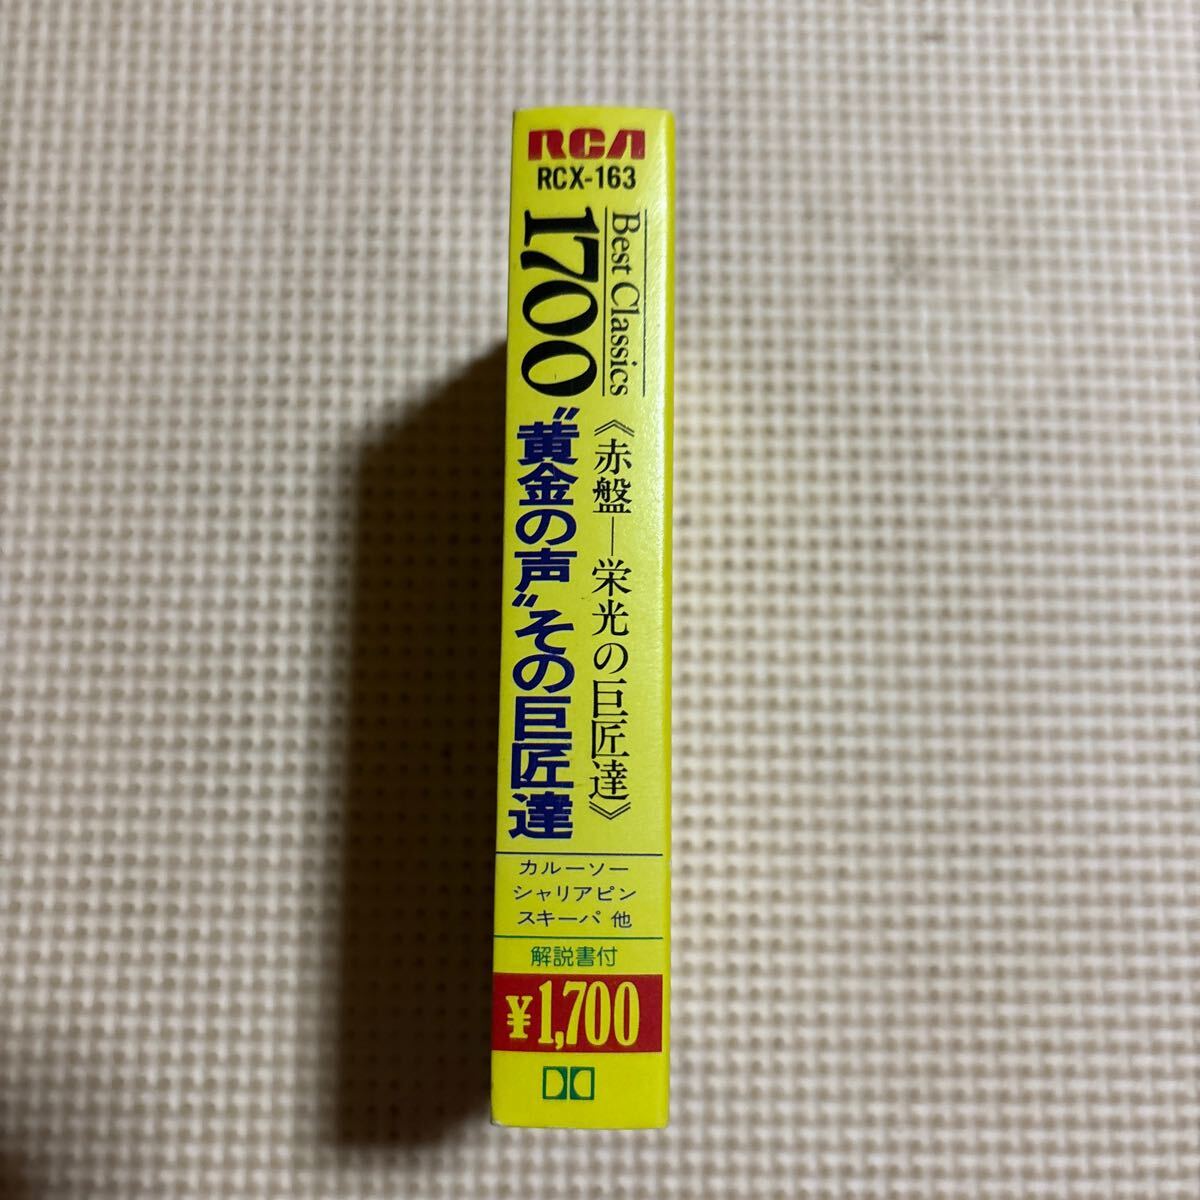 RCA
RCX-163
Best Classics
1700
《赤盤―栄光の巨匠達》
“黄金の声”その巨匠達
カルーソー
シャリアピン
スキーパ 他
解説書付
¥1,700